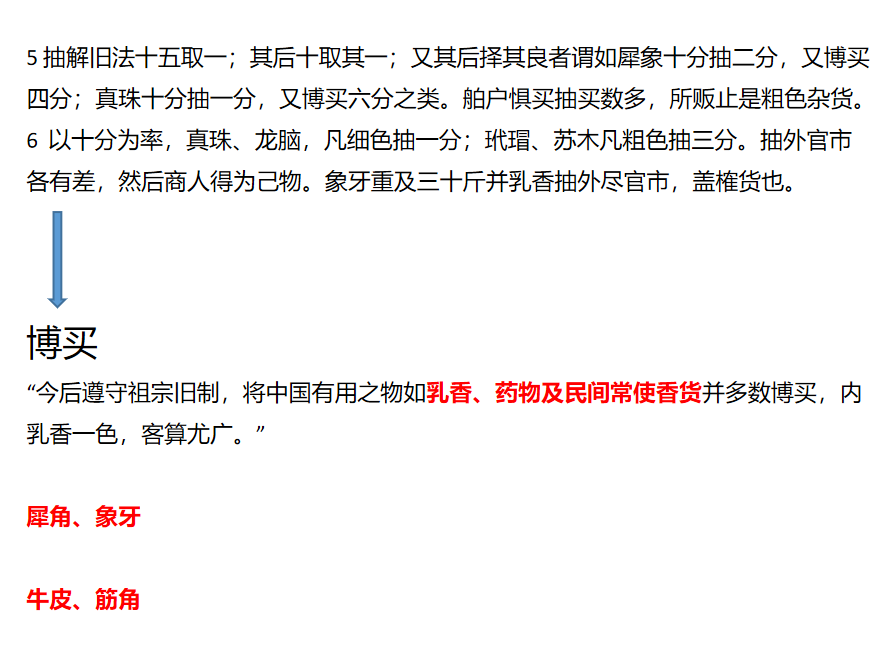 5 抽解旧法十五取一；其后十取其一；又其后择其良者谓如犀象十分抽二分，又博买
四分；真珠十分抽一分，又博买六分之类。舶户惧买抽买数多，所贩止是粗色杂货。
6 以十分为率，真珠、龙脑，凡细色抽一分；玳瑁、苏木凡粗色抽三分。抽外官市
各有差，然后商人得为己物。象牙重及三十斤并乳香抽外尽官市，盖榷货也。
博买
“今后遵守祖宗旧制，将中国有用之物如乳香、药物及民间常使香货并多数博买，内
乳香一色，客算尤广。”
犀角、象牙
牛皮、筋角